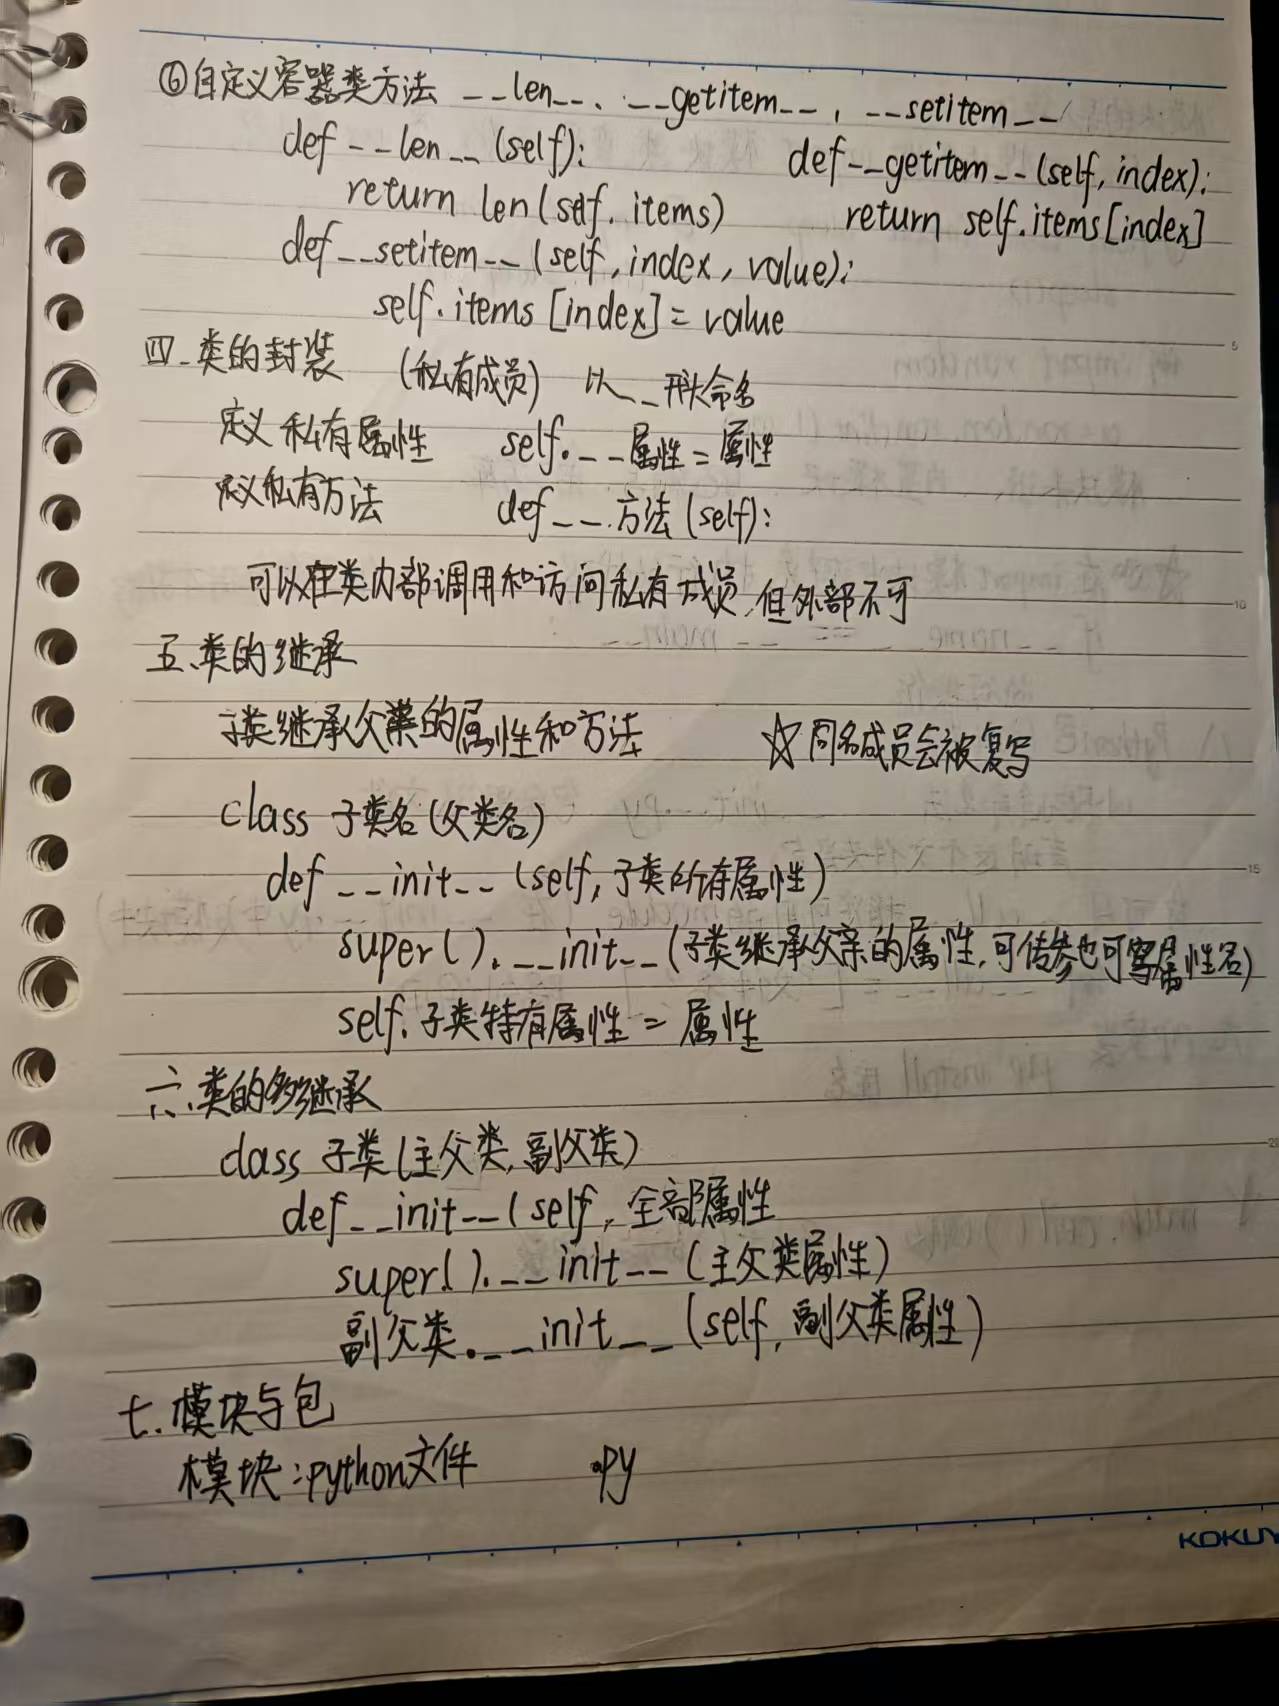 ⑥自定义容器类方法 __len__、__getitem__，__setitem__
def __len__(self):
def __getitem__(self, index):
return len(self.items)
return self.items[index]
def __setitem__(self, index, value):
self.items[index] = value
四.类的封装 (私有成员) 以__开头命名
定义私有属性 self.__属性 = 属性
定义私有方法 def __方法(self):
可以在类内部调用和访问私有成员,但外部不可
五.类的继承
子类继承父类的属性和方法 ☆同名成员会被复写
class 子类名(父类名)
def __init__(self, 子类所有属性)
super().__init__(子类继承父亲的属性,可传参也可写属性名)
self.子类特有属性 = 属性
六.类的多继承
class 子类(主父类,副父类)
def __init__(self, 全部属性
super().__init__(主父类属性)
副父类.__init__(self, 副父类属性)
七.模块与包
模块:python文件 .py
KOKUY